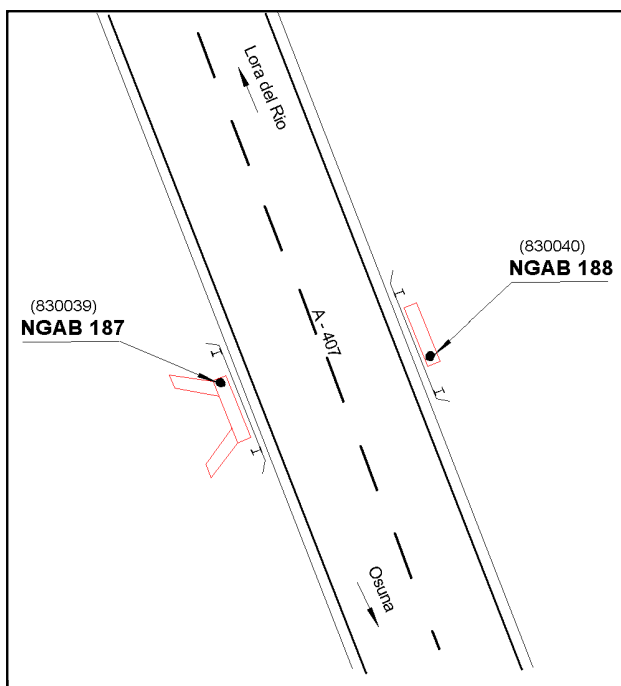 Lora del Rio
(830040)
NGAB 188
(830039)
NGAB 187
A - 407
Osuna